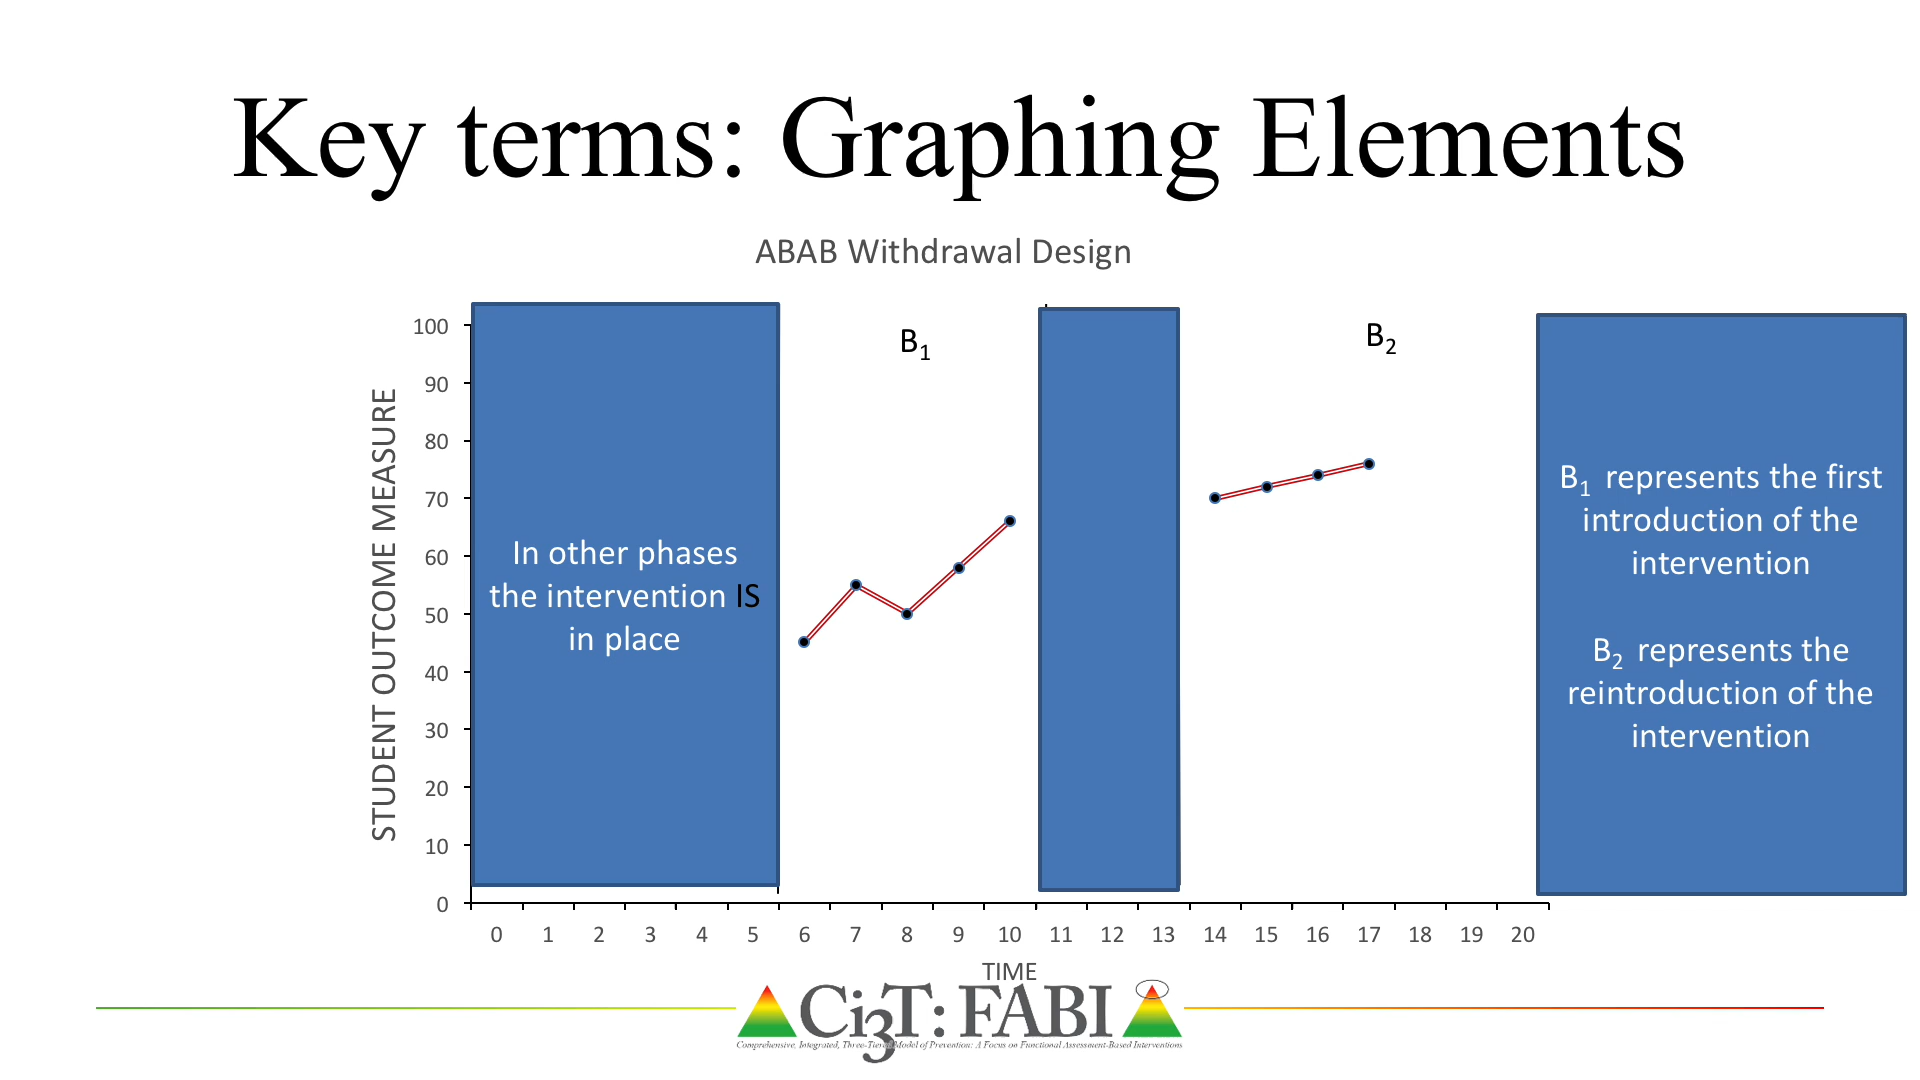 Key terms: Graphing Elements
ABAB Withdrawal Design
STUDENT OUTCOME MEASURE
100
90
80
70
60
50
40
30
20
10
0
In other phases
the intervention IS
in place
B₁
B₂
B₁ represents the first
introduction of the
intervention
B₂ represents the
reintroduction of the
intervention
0 1 2 3 4 5 6 7 8 9 10 11 12 13 14 15 16 17 18 19 20
TIME
Ci3T: FABI
Comprehensive, Integrated, Three-Tiered Model of Prevention: A Focus on Functional Assessment-Based Interventions